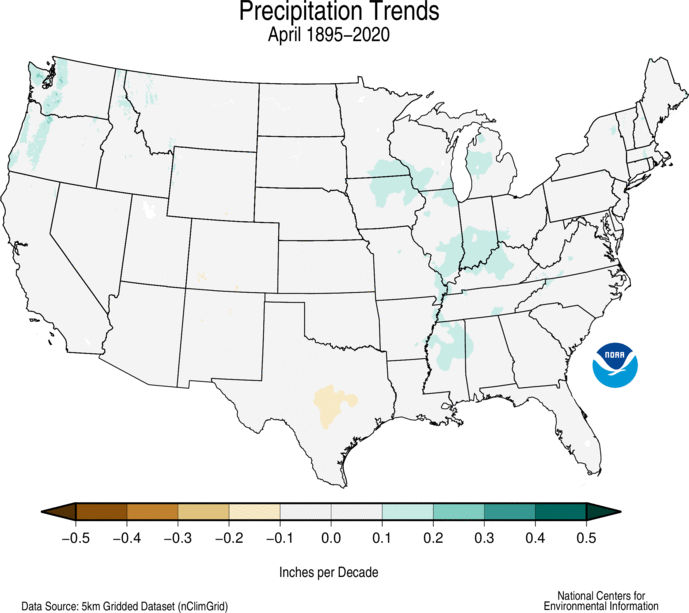 Precipitation Trends
April 1895–2020
NOAA
−0.5 −0.4 −0.3 −0.2 −0.1 0.0 0.1 0.2 0.3 0.4 0.5
Inches per Decade
National Centers for
Data Source: 5km Gridded Dataset (nClimGrid)
Environmental Information